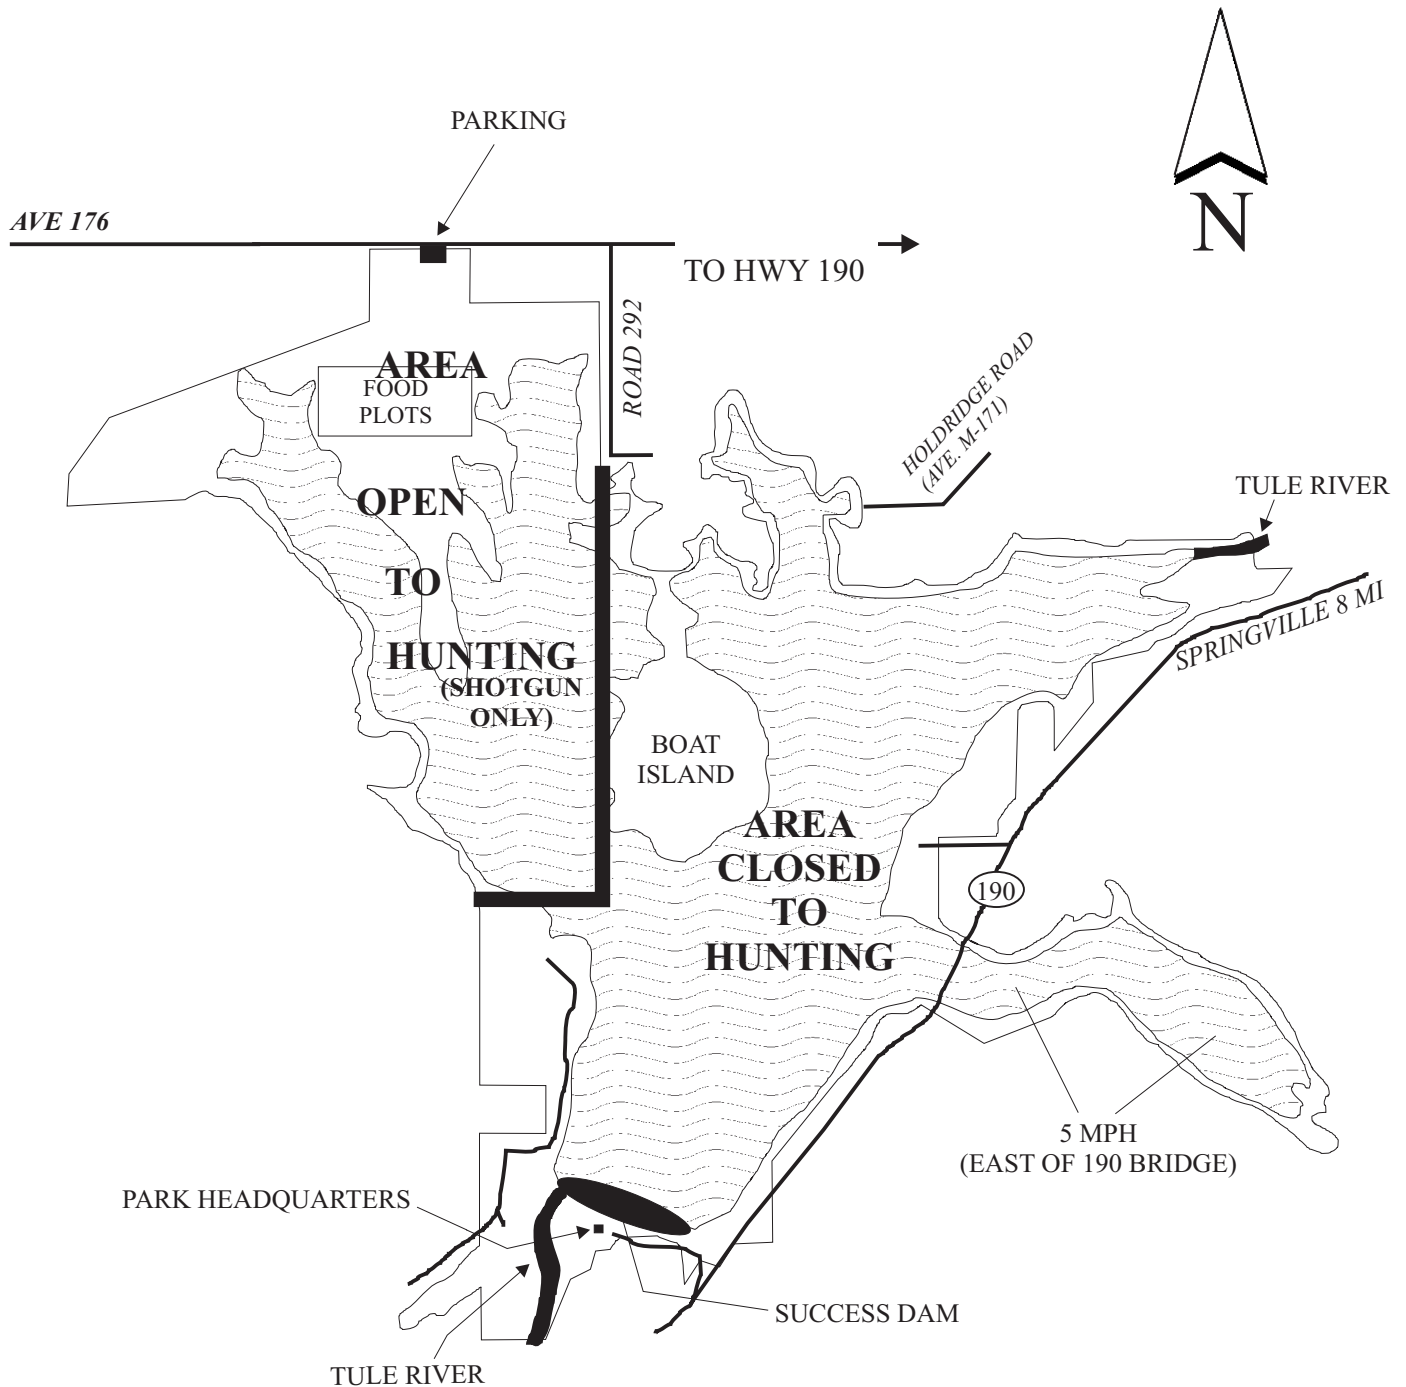 PARKING
AVE 176
N
TO HWY 190
ROAD 292
HOLDRIDGE ROAD
(AVE. M-171)
AREA
FOOD
PLOTS
OPEN
TO
HUNTING
(SHOTGUN
ONLY)
TULE RIVER
SPRINGVILLE 8 MI
BOAT
ISLAND
AREA
CLOSED
TO
HUNTING
190
5 MPH
(EAST OF 190 BRIDGE)
PARK HEADQUARTERS
SUCCESS DAM
TULE RIVER